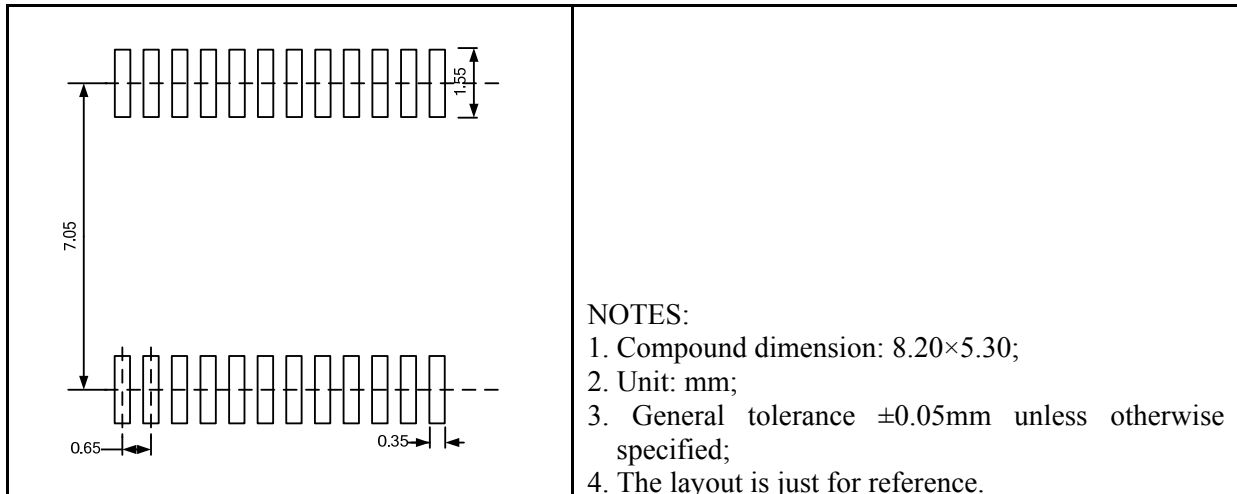 1.55
7.05
0.65
0.35
NOTES:
1. Compound dimension: 8.20×5.30;
2. Unit: mm;
3. General tolerance ±0.05mm unless otherwise
specified;
4. The layout is just for reference.